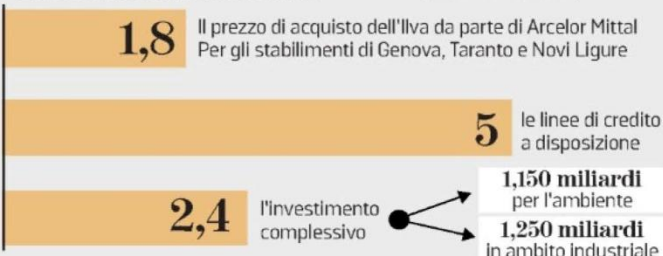 1,8
Il prezzo di acquisto dell'Ilva da parte di Arcelor Mittal
Per gli stabilimenti di Genova, Taranto e Novi Ligure
5
le linee di credito
a disposizione
2,4
l'investimento
complessivo
1,150 miliardi
per l'ambiente
1,250 miliardi
in ambito industriale